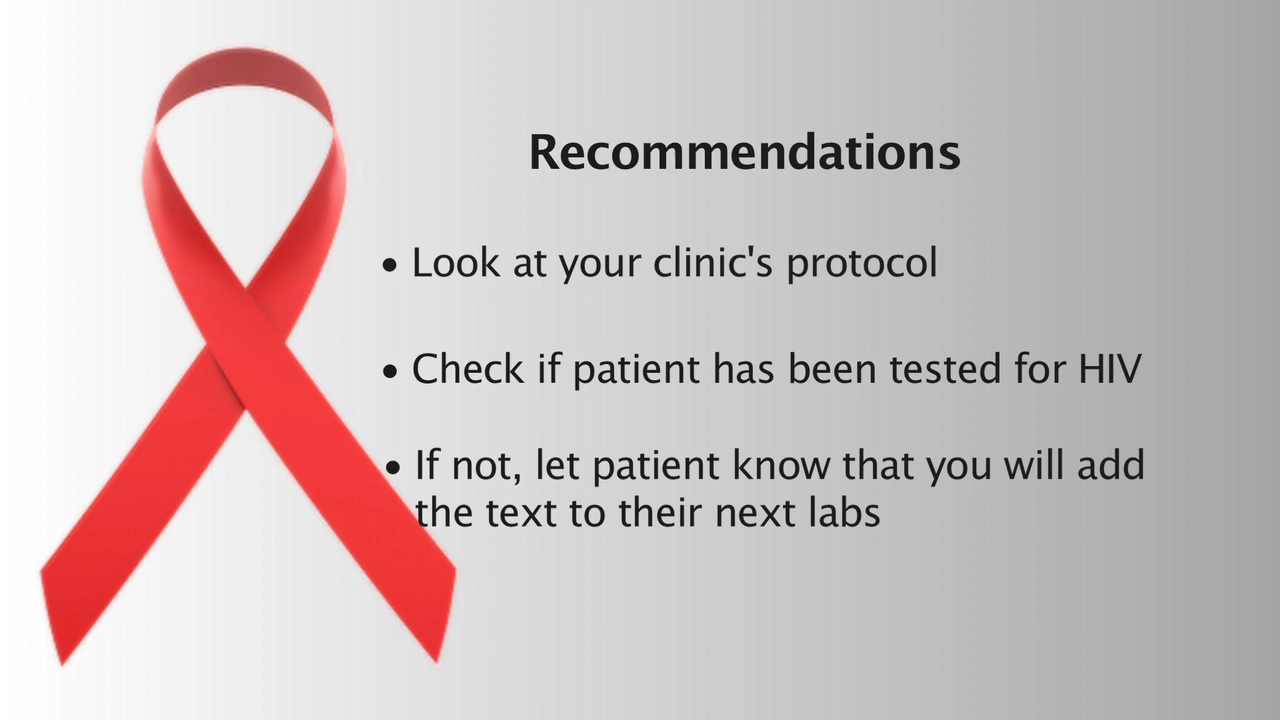 Recommendations
• Look at your clinic's protocol
• Check if patient has been tested for HIV
• If not, let patient know that you will add
the text to their next labs